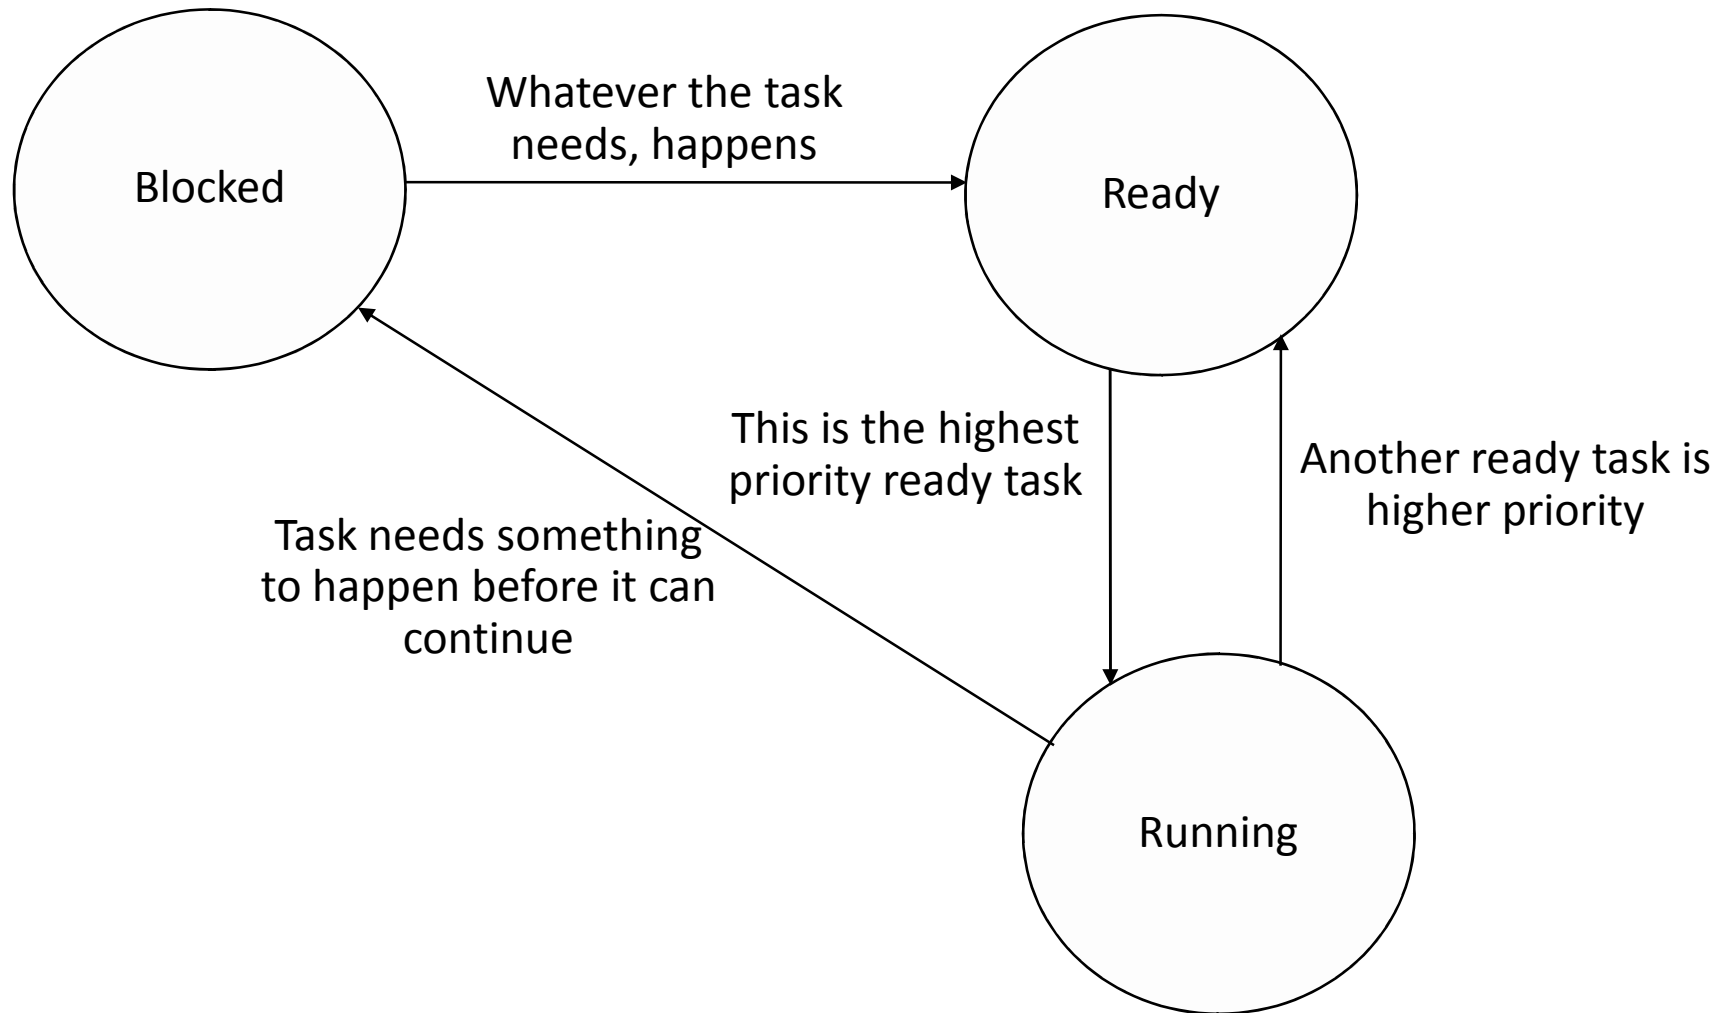 Blocked
Whatever the task
needs, happens
Ready
This is the highest
priority ready task
Another ready task is
higher priority
Task needs something
to happen before it can
continue
Running